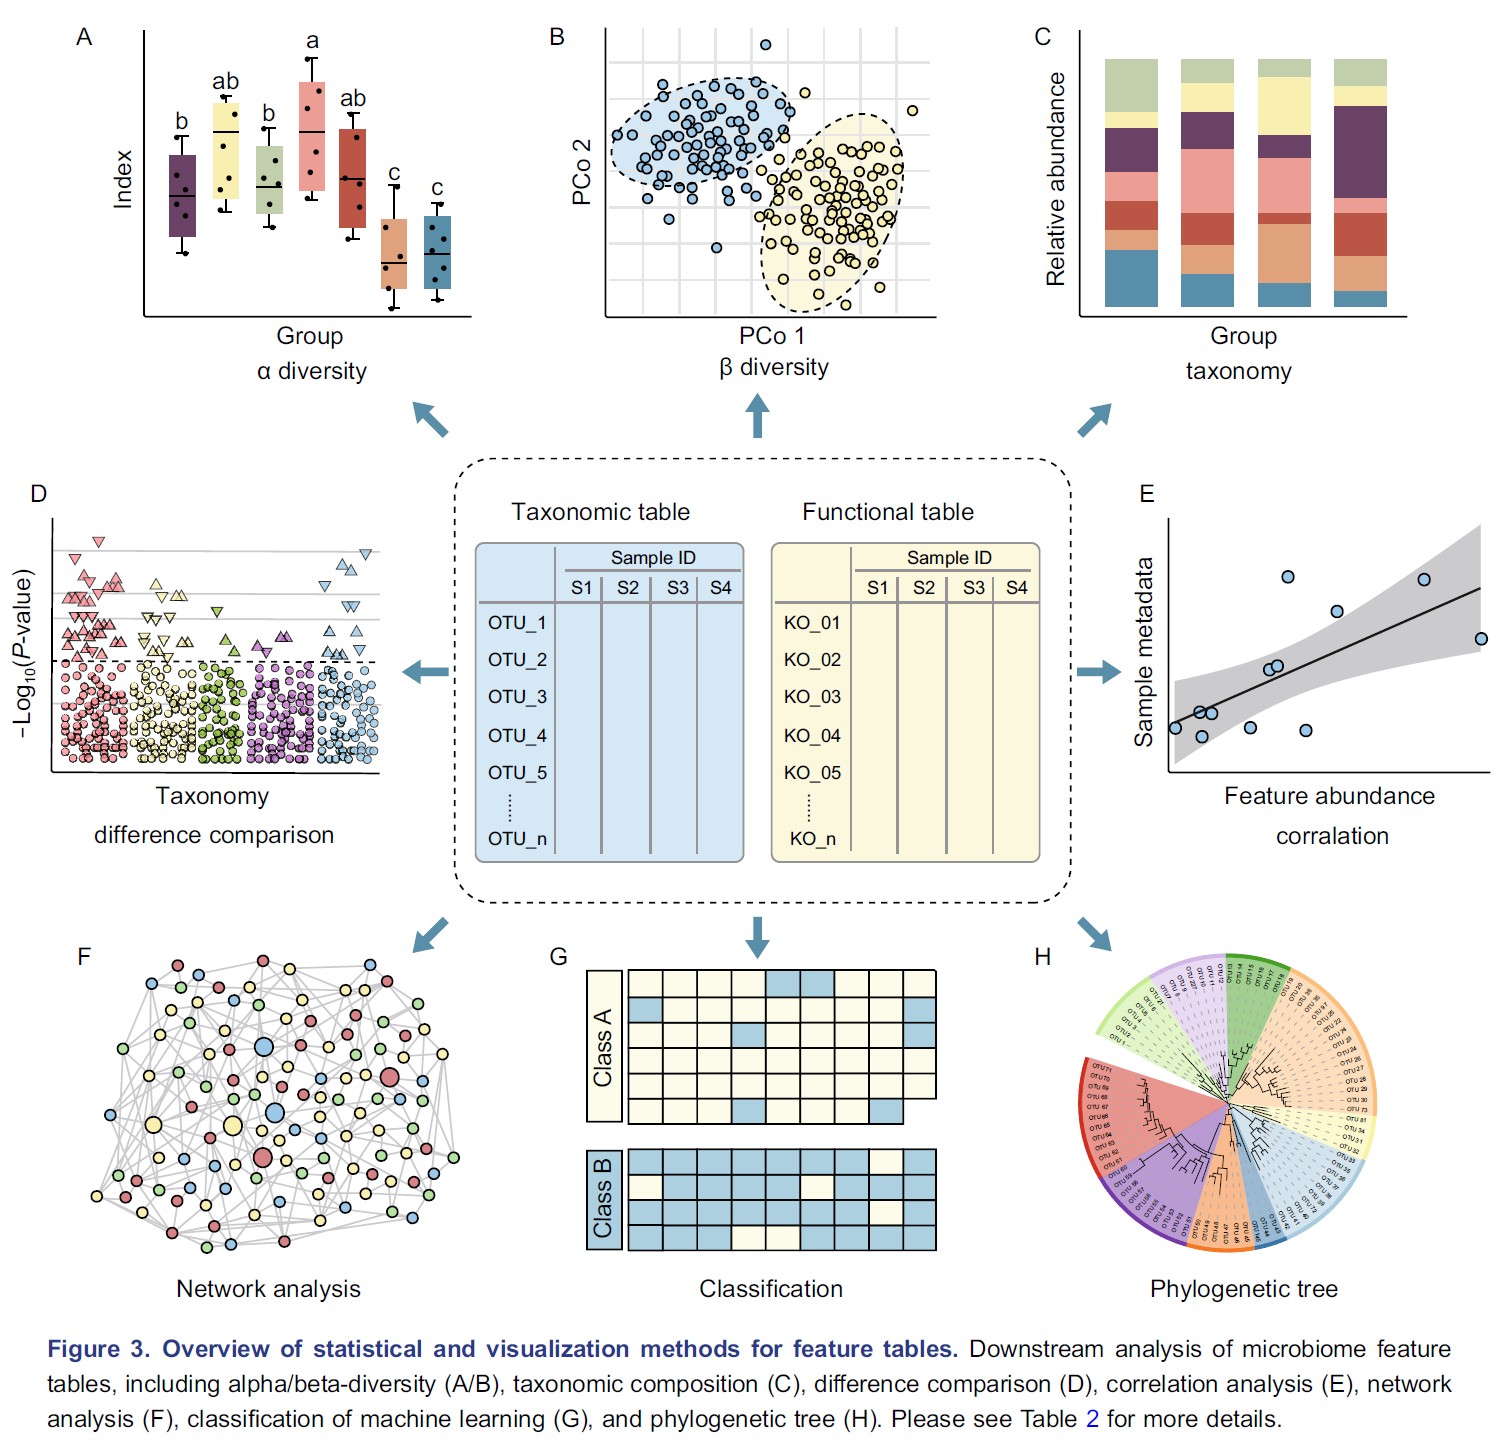 A
a
ab
ab
b
b
c
c
Index
Group
α diversity
B
PCo 2
PCo 1
β diversity
C
Relative abundance
Group
taxonomy
D
−Log10(P-value)
Taxonomy
difference comparison
Taxonomic table
Sample ID
S1 S2 S3 S4
OTU_1
OTU_2
OTU_3
OTU_4
OTU_5
OTU_n
Functional table
Sample ID
S1 S2 S3 S4
KO_01
KO_02
KO_03
KO_04
KO_05
KO_n
E
Sample metadata
Feature abundance
corralation
F
Network analysis
G
Class A
Class B
Classification
H
Phylogenetic tree
Figure 3. Overview of statistical and visualization methods for feature tables. Downstream analysis of microbiome feature
tables, including alpha/beta-diversity (A/B), taxonomic composition (C), difference comparison (D), correlation analysis (E), network
analysis (F), classification of machine learning (G), and phylogenetic tree (H). Please see Table 2 for more details.